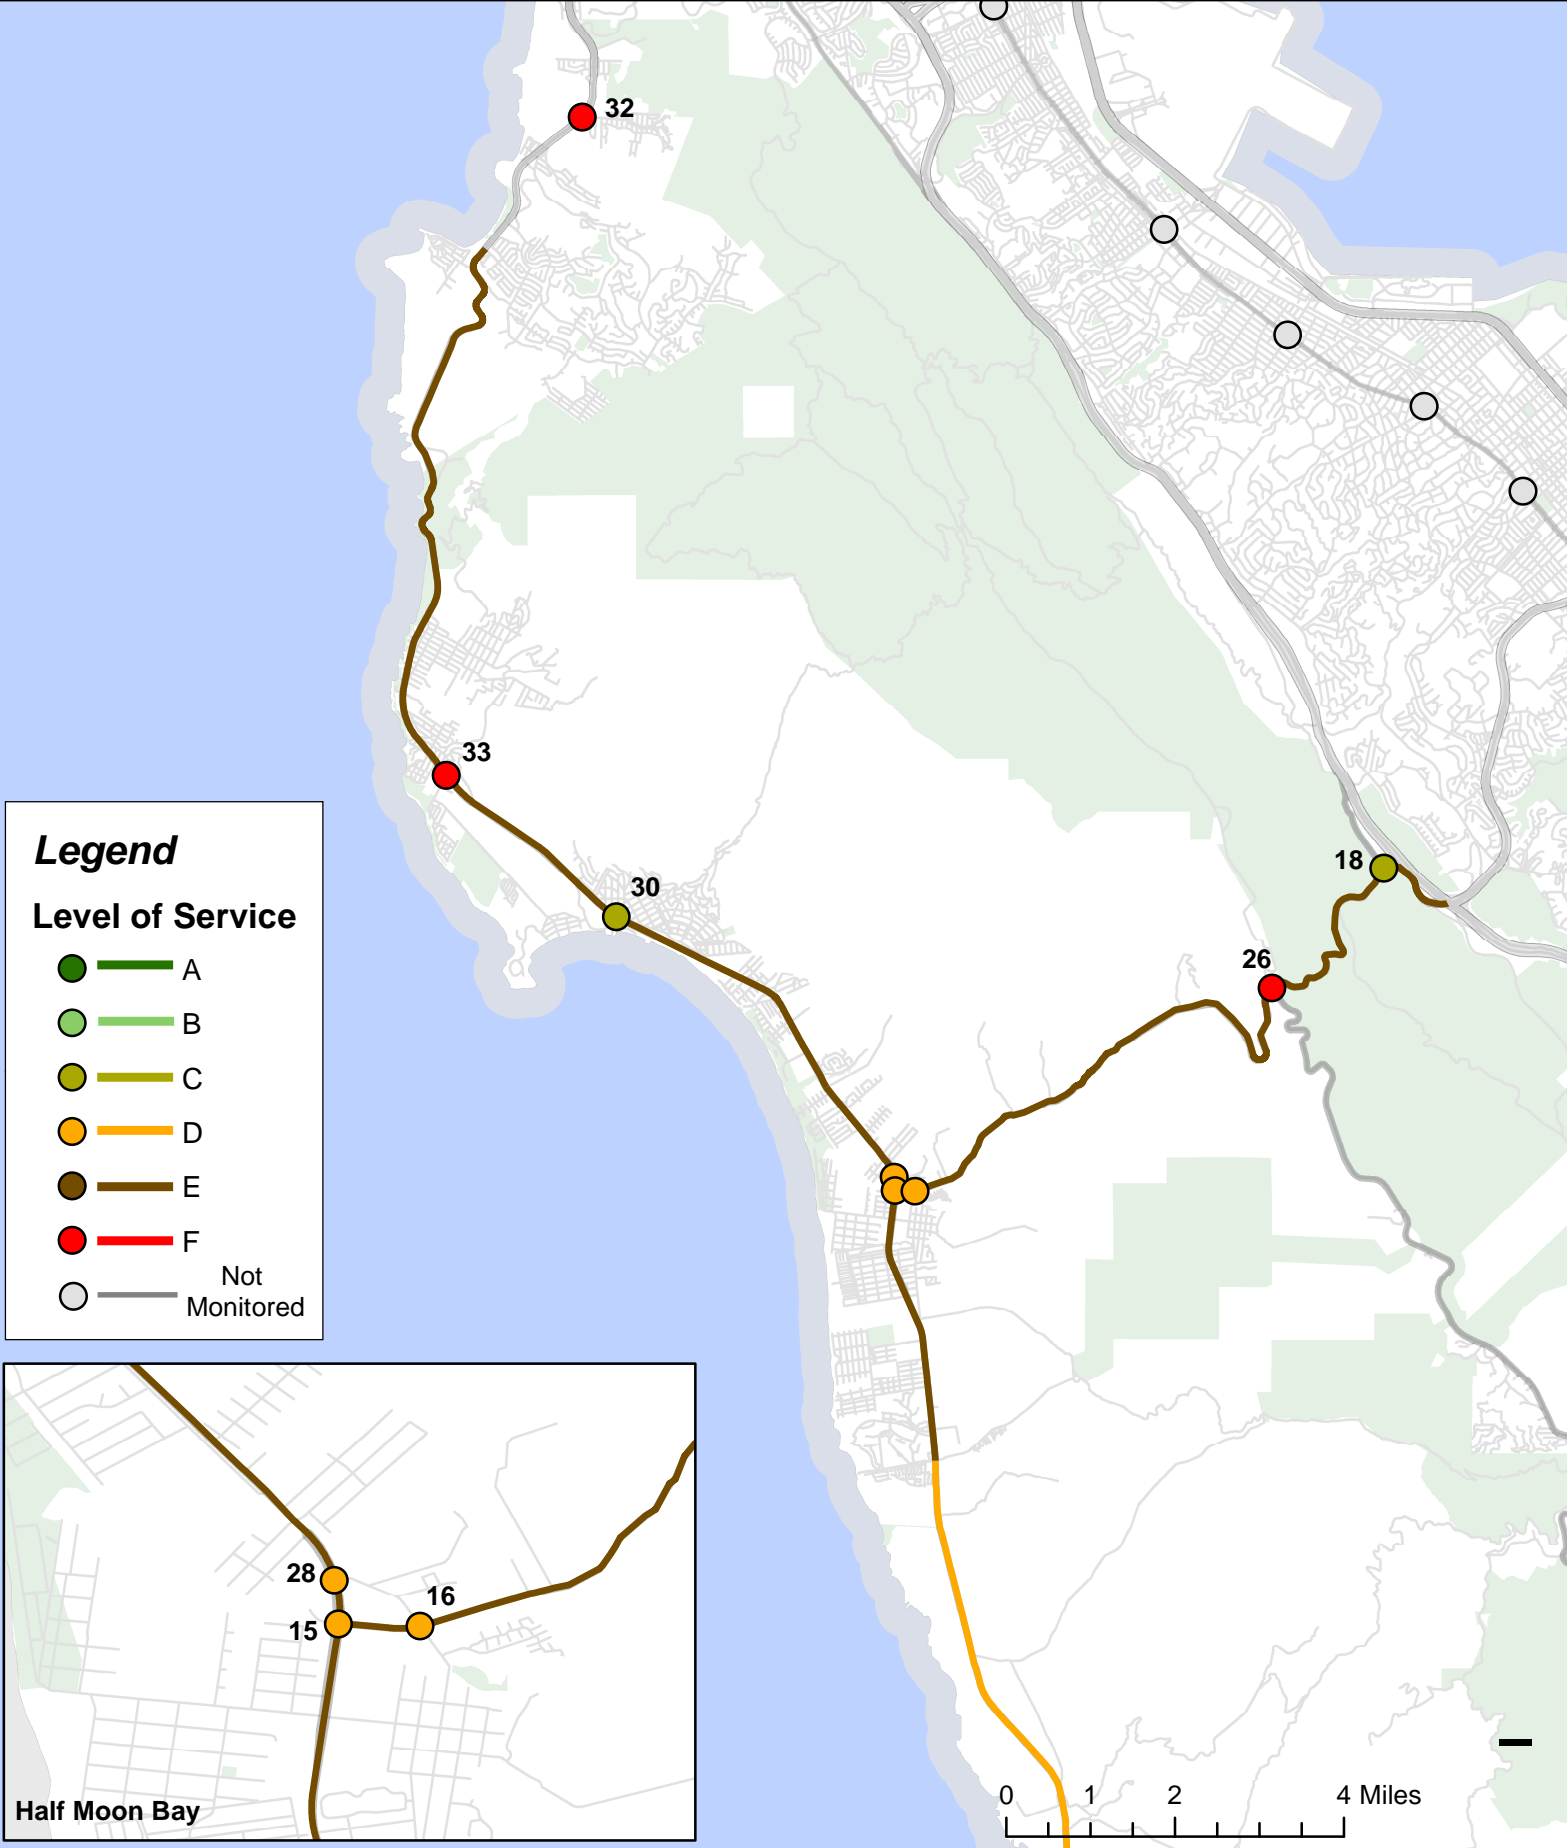 32
33
30
18
26
Legend
Level of Service
A
B
C
D
E
F
Not
Monitored
28
16
15
Half Moon Bay
0 1 2 4 Miles